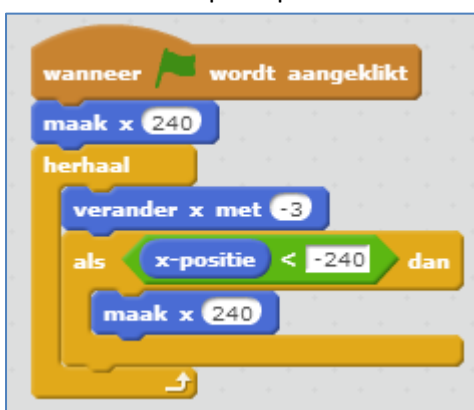 wanneer wordt aangeklikt
maak x 240
herhaal
verander x met -3
als x-positie < -240 dan
maak x 240